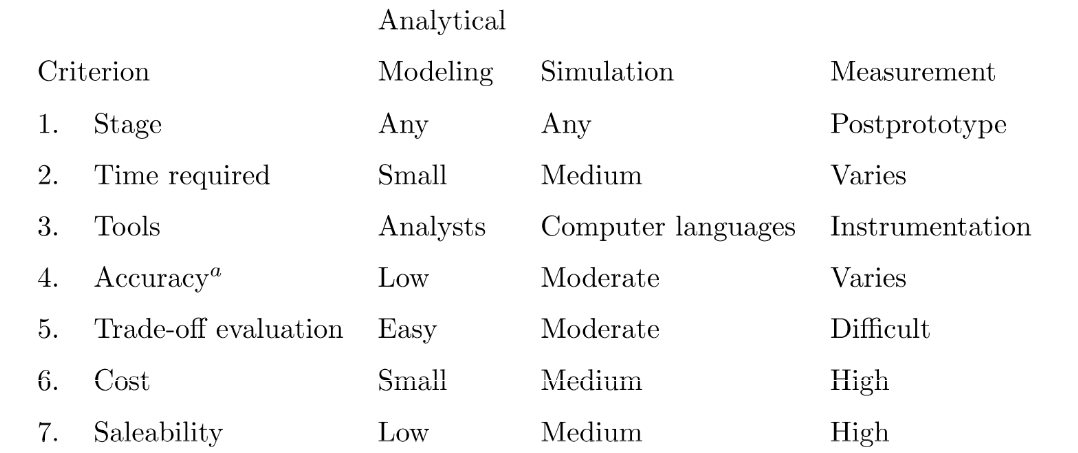 Analytical
Criterion Modeling Simulation Measurement
1. Stage Any Any Postprototype
2. Time required Small Medium Varies
3. Tools Analysts Computer languages Instrumentation
4. Accuracyᵃ Low Moderate Varies
5. Trade-off evaluation Easy Moderate Difficult
6. Cost Small Medium High
7. Saleability Low Medium High